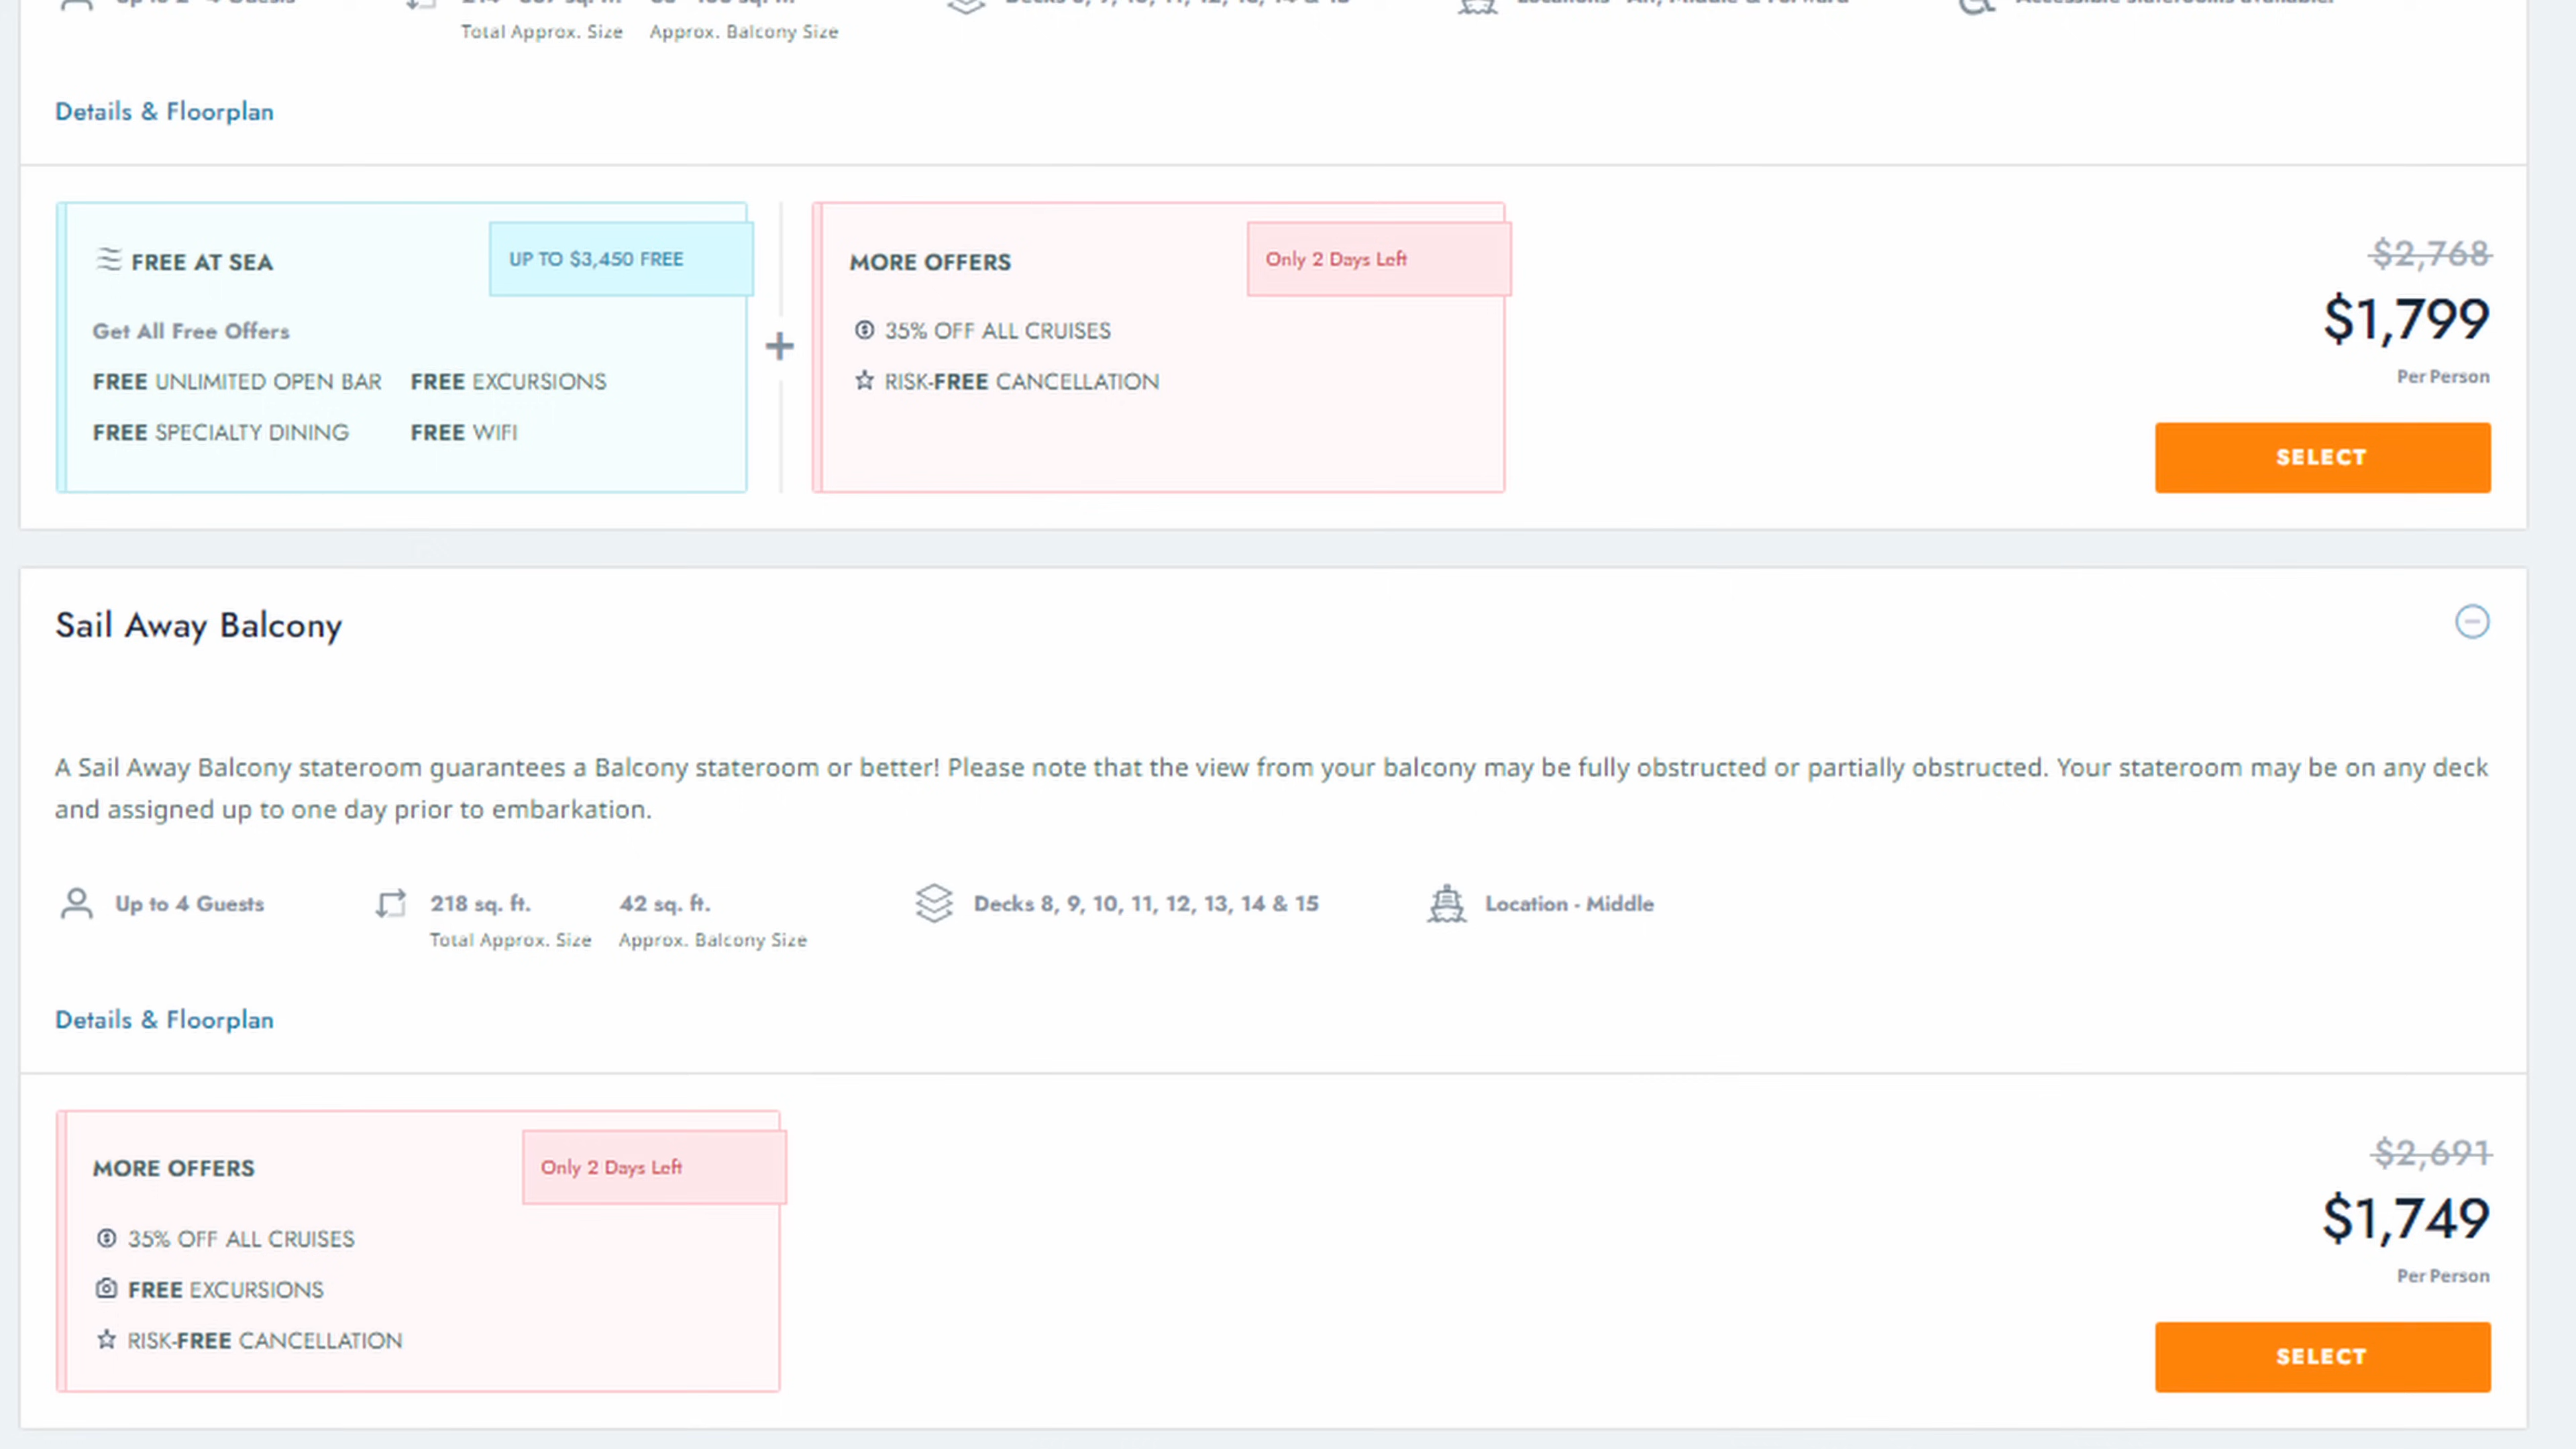 Total Approx. Size Approx. Balcony Size
Details & Floorplan
FREE AT SEA
UP TO $3,450 FREE
Get All Free Offers
FREE UNLIMITED OPEN BAR FREE EXCURSIONS
FREE SPECIALTY DINING FREE WIFI
+
MORE OFFERS
Only 2 Days Left
35% OFF ALL CRUISES
RISK-FREE CANCELLATION
$2,768
$1,799
Per Person
SELECT
Sail Away Balcony
A Sail Away Balcony stateroom guarantees a Balcony stateroom or better! Please note that the view from your balcony may be fully obstructed or partially obstructed. Your stateroom may be on any deck
and assigned up to one day prior to embarkation.
Up to 4 Guests 218 sq. ft. 42 sq. ft. Decks 8, 9, 10, 11, 12, 13, 14 & 15 Location - Middle
Total Approx. Size Approx. Balcony Size
Details & Floorplan
MORE OFFERS
Only 2 Days Left
35% OFF ALL CRUISES
FREE EXCURSIONS
RISK-FREE CANCELLATION
$2,691
$1,749
Per Person
SELECT